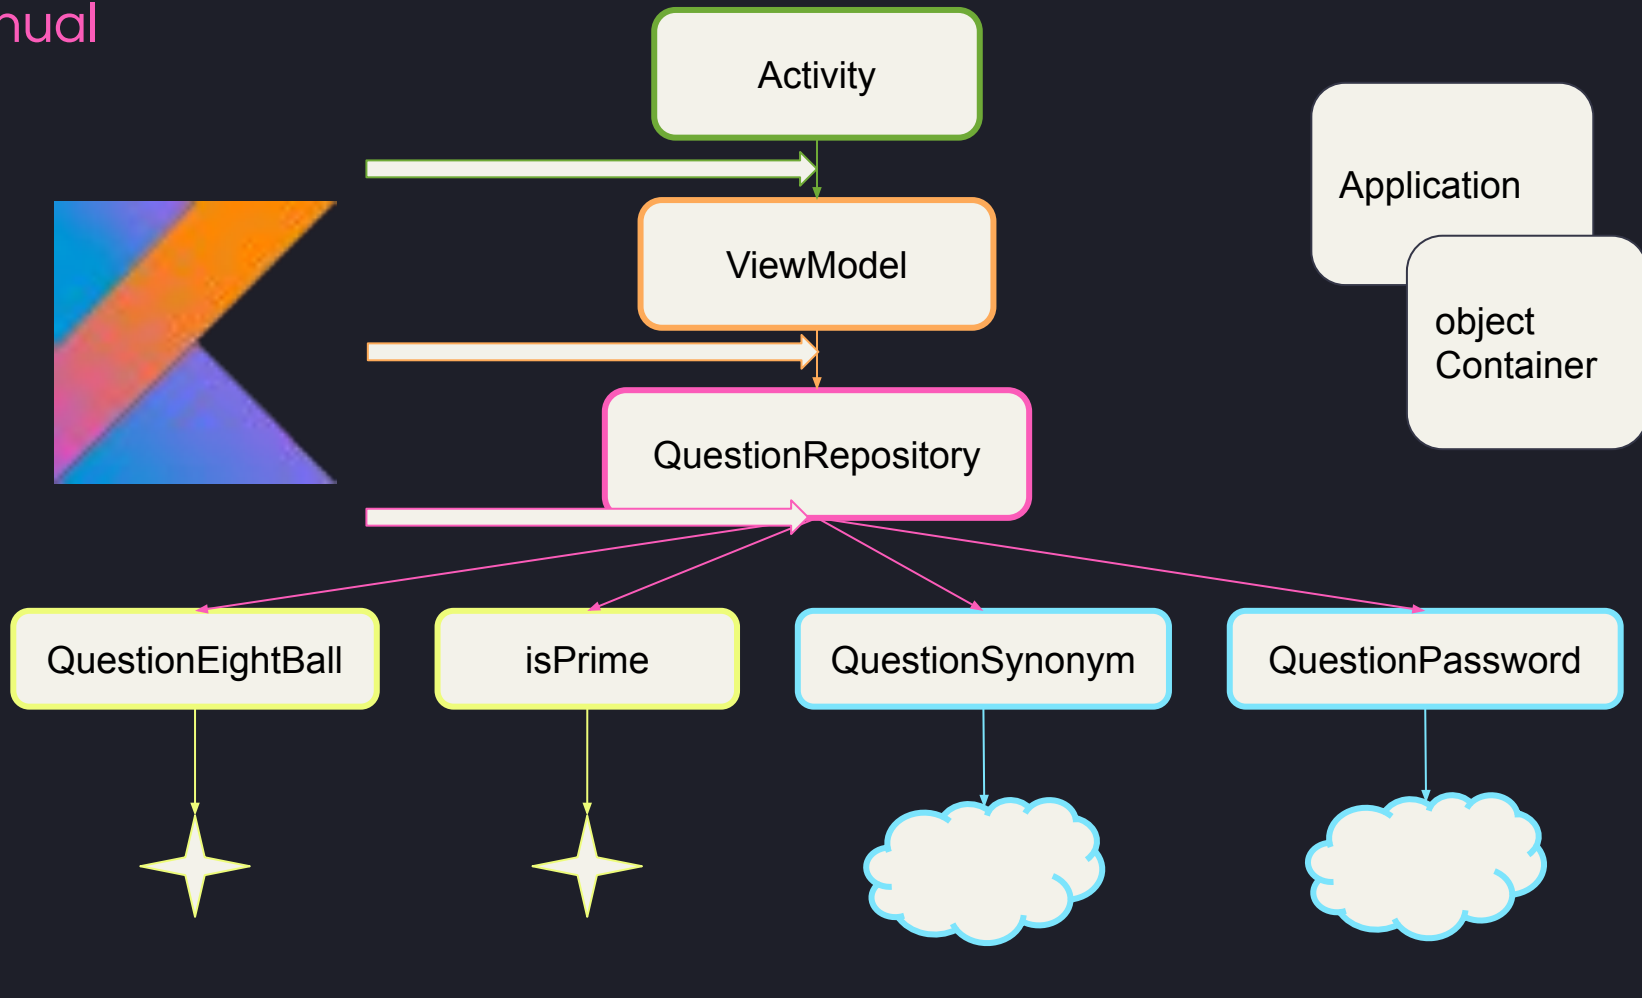 nual
Activity
Application
ViewModel
object
Container
QuestionRepository
QuestionEightBall
isPrime
QuestionSynonym
QuestionPassword